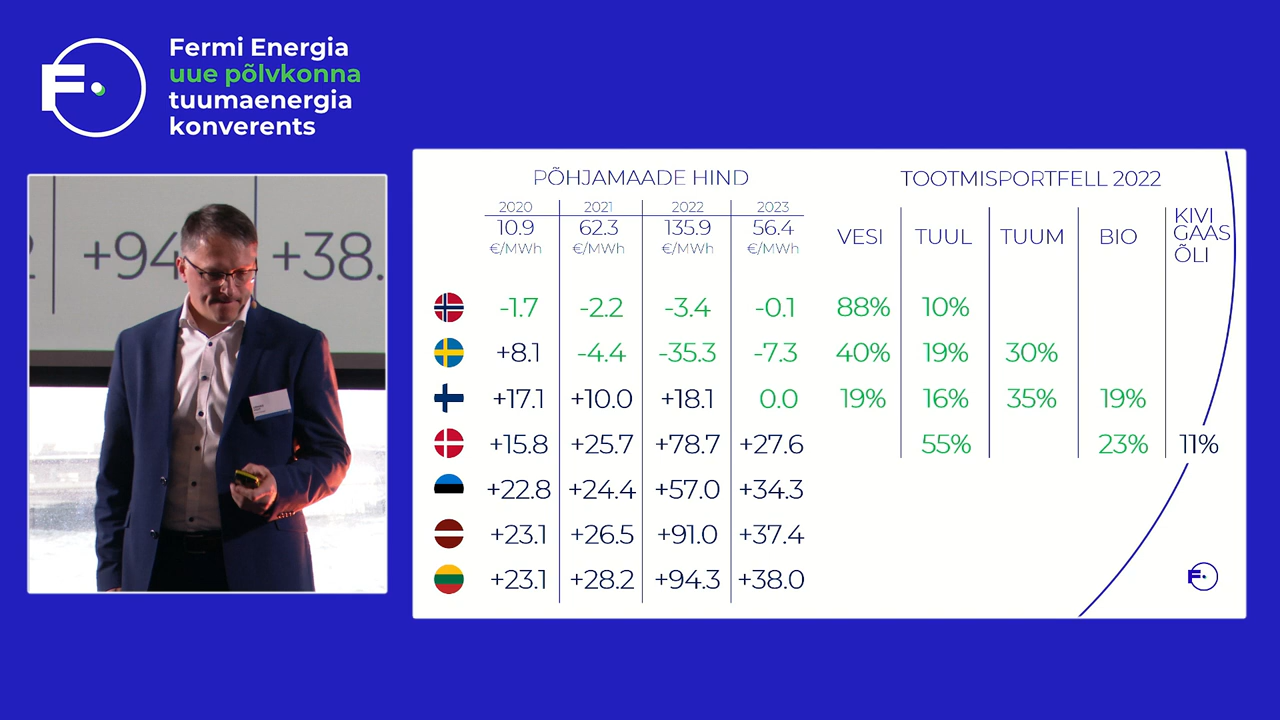 Fermi Energia
uue põlvkonna
tuumaenergia
konverents
F
+94
+38.
PÕHJAMAADE HIND
2020 2021 2022 2023
10.9 62.3 135.9 56.4
€/MWh €/MWh €/MWh €/MWh
-1.7 -2.2 -3.4 -0.1
+8.1 -4.4 -35.3 -7.3
+17.1 +10.0 +18.1 0.0
+15.8 +25.7 +78.7 +27.6
+22.8 +24.4 +57.0 +34.3
+23.1 +26.5 +91.0 +37.4
+23.1 +28.2 +94.3 +38.0
TOOTMISPORTFELL 2022
VESI TUUL TUUM BIO
KIVI
GAAS
ÕLI
88% 10%
40% 19% 30%
19% 16% 35% 19%
55% 23% 11%
F